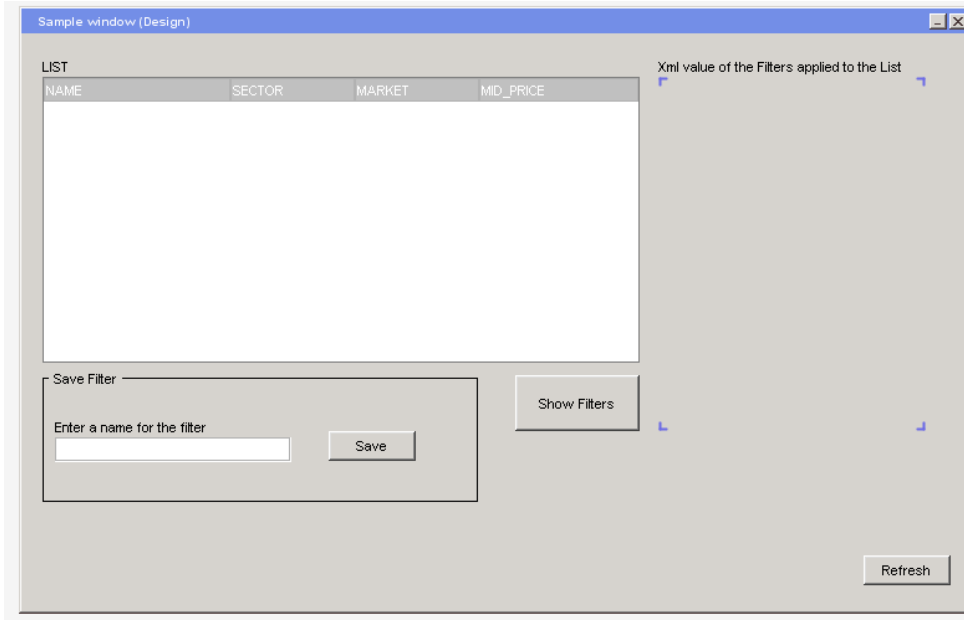 Sample window (Design)
LIST
Xml value of the Filters applied to the List
NAME SECTOR MARKET MID_PRICE
Save Filter
Show Filters
Enter a name for the filter
Save
Refresh